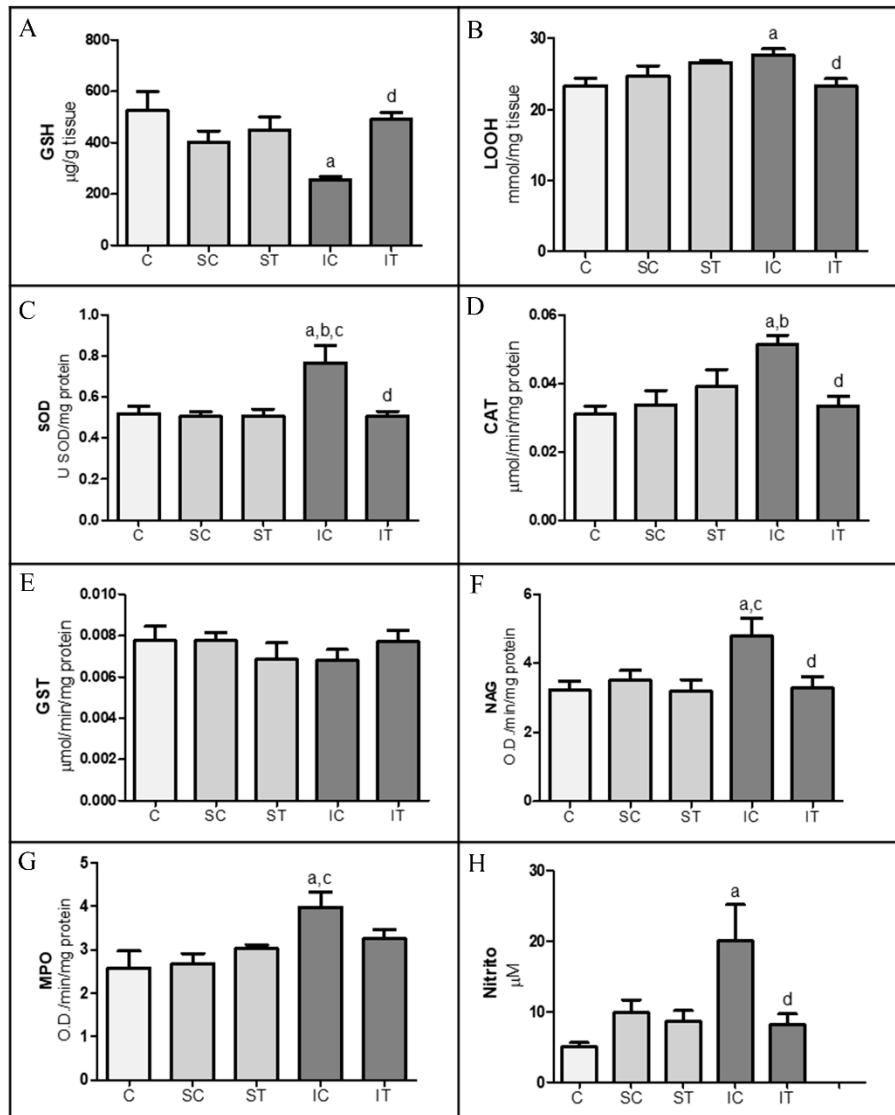 A
GSH
µg/g tissue
800
600
400
200
0
a
d
C SC ST IC IT
B
LOOH
mmol/mg tissue
30
20
10
0
a
d
C SC ST IC IT
C
SOD
U SOD/mg protein
1.0
0.8
0.6
0.4
0.2
0.0
a,b,c
d
C SC ST IC IT
D
CAT
µmol/min/mg protein
0.06
0.04
0.02
0.00
a,b
d
C SC ST IC IT
E
GST
µmol/min/mg protein
0.010
0.008
0.006
0.004
0.002
0.000
C SC ST IC IT
F
NAG
O.D./min/mg protein
6
4
2
0
a,c
d
C SC ST IC IT
G
MPO
O.D./min/mg protein
5
4
3
2
1
0
a,c
C SC ST IC IT
H
Nitrito
µM
30
20
10
0
a
d
C SC ST IC IT